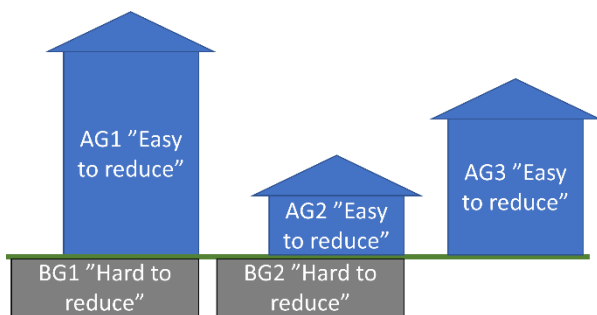 AG1 ”Easy
to reduce”
AG2 ”Easy
to reduce”
AG3 ”Easy
to reduce”
BG1 ”Hard to
reduce”
BG2 ”Hard to
reduce”